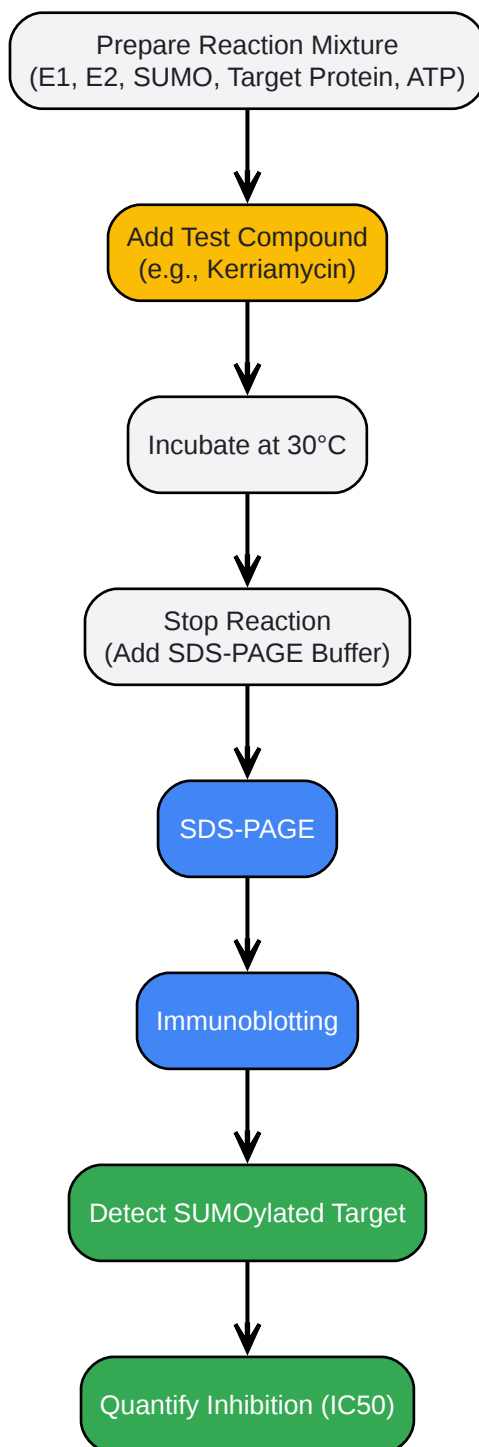 Prepare Reaction Mixture
(E1, E2, SUMO, Target Protein, ATP)
Add Test Compound
(e.g., Kerriamycin)
Incubate at 30°C
Stop Reaction
(Add SDS-PAGE Buffer)
SDS-PAGE
Immunoblotting
Detect SUMOylated Target
Quantify Inhibition (IC50)